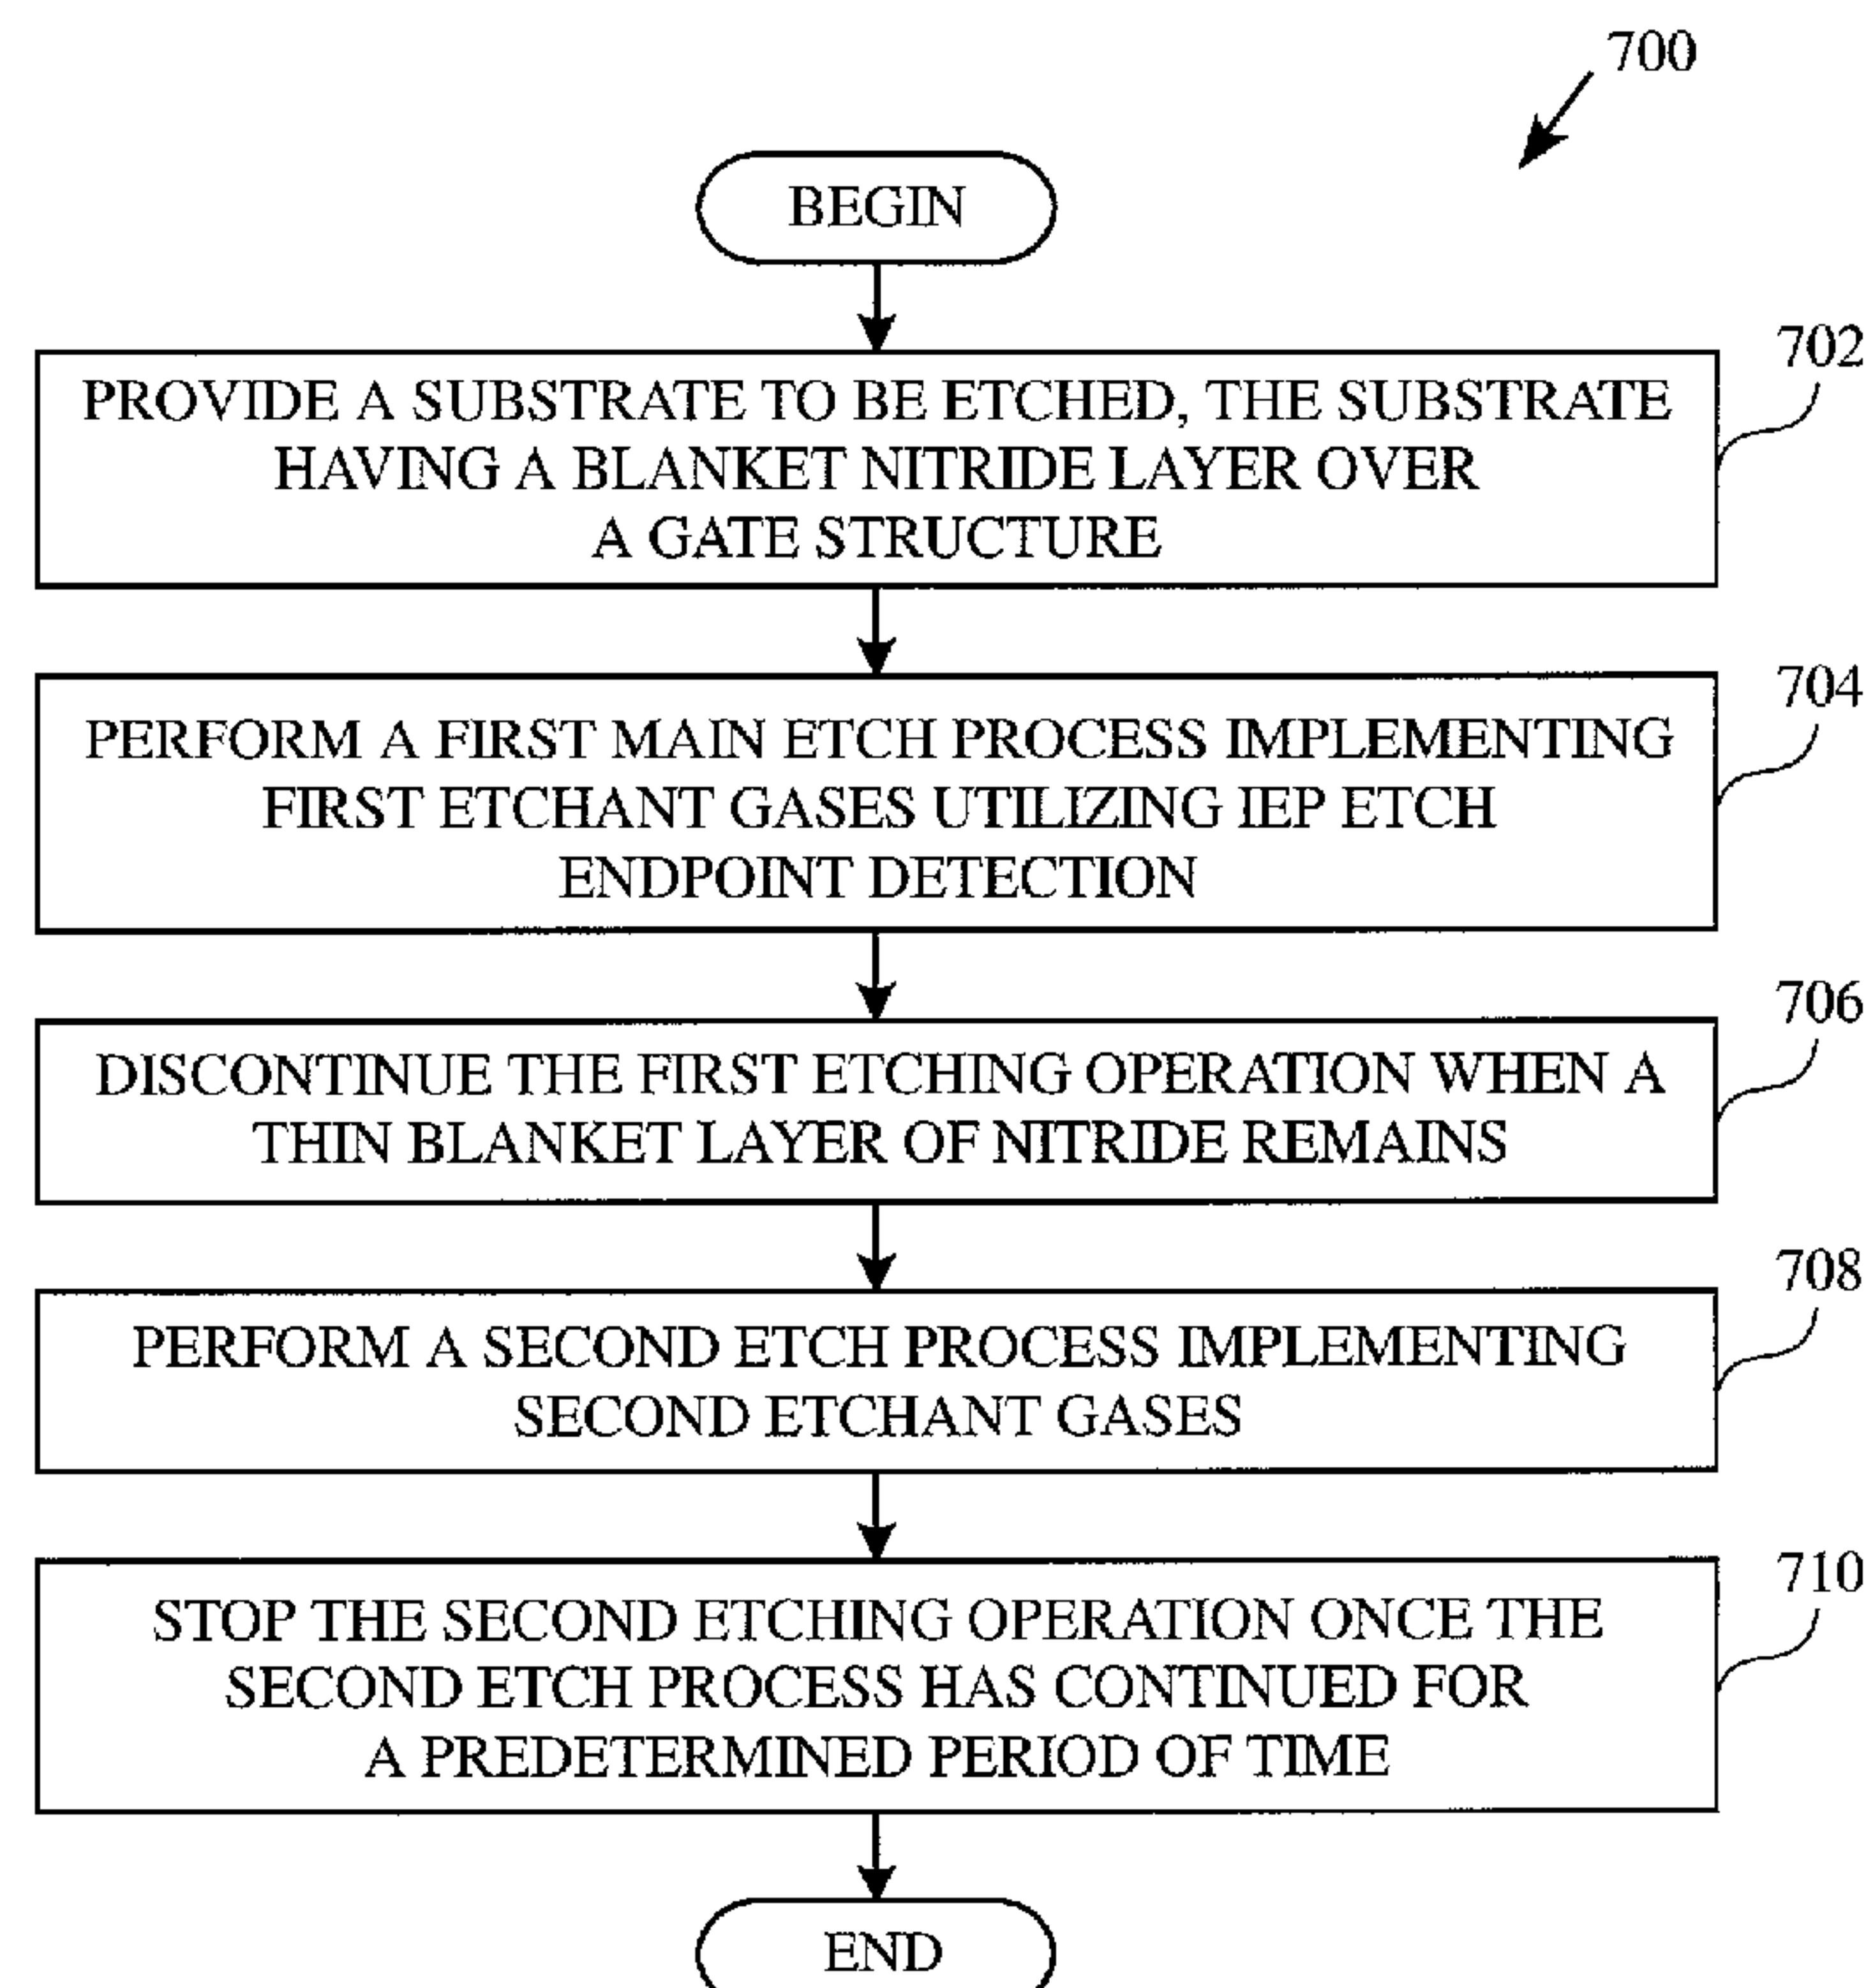 700
BEGIN
702
PROVIDE A SUBSTRATE TO BE ETCHED, THE SUBSTRATE
HAVING A BLANKET NITRIDE LAYER OVER
A GATE STRUCTURE
704
PERFORM A FIRST MAIN ETCH PROCESS IMPLEMENTING
FIRST ETCHANT GASES UTILIZING IEP ETCH
ENDPOINT DETECTION
706
DISCONTINUE THE FIRST ETCHING OPERATION WHEN A
THIN BLANKET LAYER OF NITRIDE REMAINS
708
PERFORM A SECOND ETCH PROCESS IMPLEMENTING
SECOND ETCHANT GASES
710
STOP THE SECOND ETCHING OPERATION ONCE THE
SECOND ETCH PROCESS HAS CONTINUED FOR
A PREDETERMINED PERIOD OF TIME
END